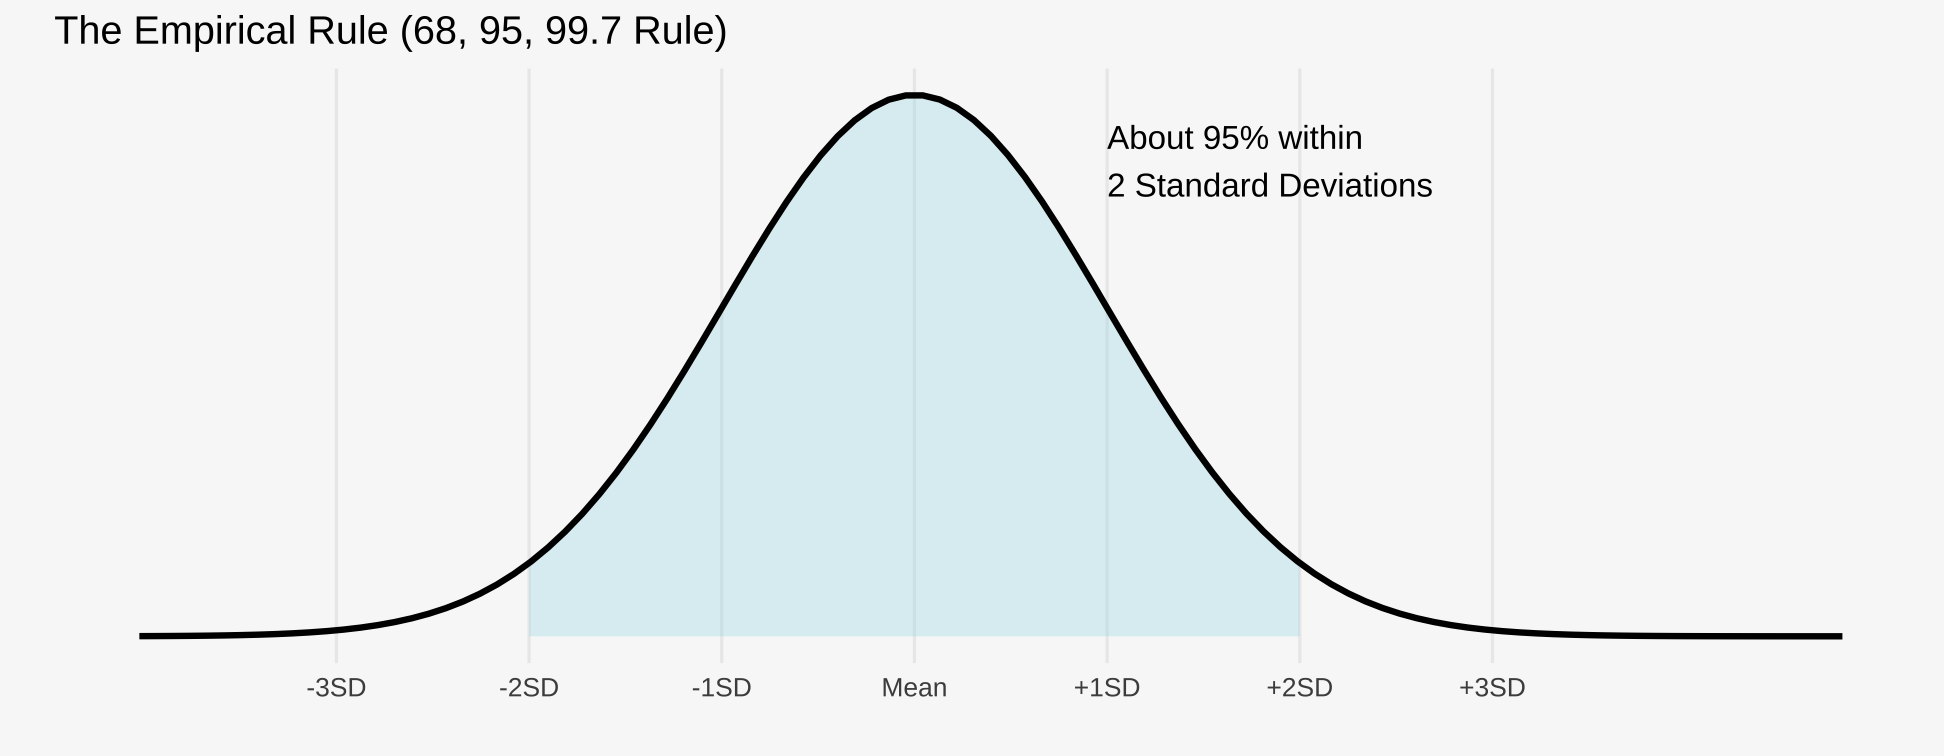 The Empirical Rule (68, 95, 99.7 Rule)
About 95% within
2 Standard Deviations
-3SD -2SD -1SD Mean +1SD +2SD +3SD